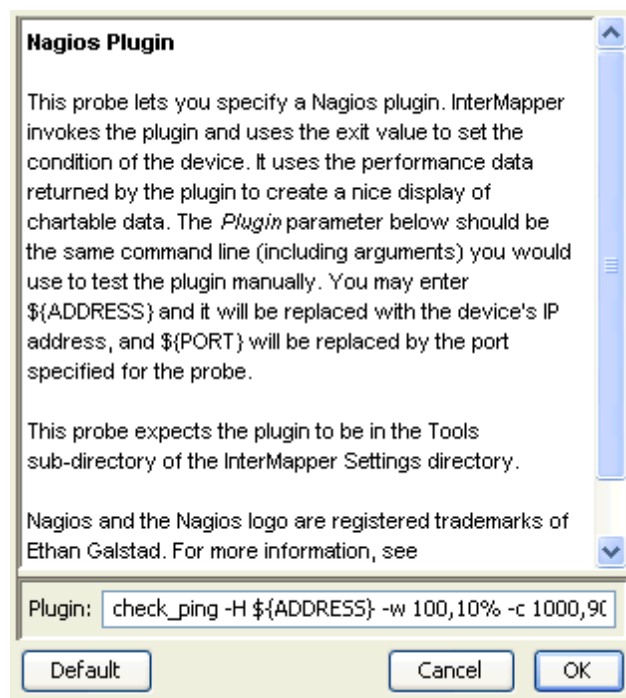 Nagios Plugin
This probe lets you specify a Nagios plugin. InterMapper
invokes the plugin and uses the exit value to set the
condition of the device. It uses the performance data
returned by the plugin to create a nice display of
chartable data. The Plugin parameter below should be
the same command line (including arguments) you would
use to test the plugin manually. You may enter
${ADDRESS} and it will be replaced with the device's IP
address, and ${PORT} will be replaced by the port
specified for the probe.
This probe expects the plugin to be in the Tools
sub-directory of the InterMapper Settings directory.
Nagios and the Nagios logo are registered trademarks of
Ethan Galstad. For more information, see
Plugin: check_ping -H ${ADDRESS} -w 100,10% -c 1000,90
Default Cancel OK